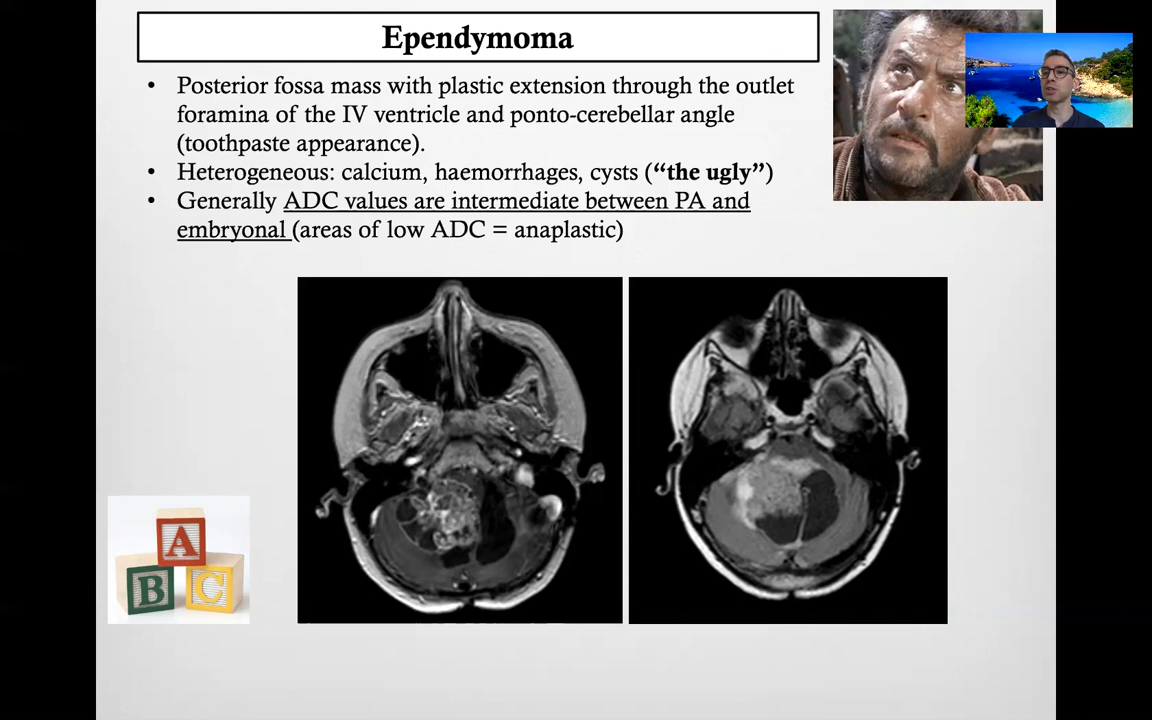 Ependymoma
• Posterior fossa mass with plastic extension through the outlet
foramina of the IV ventricle and ponto-cerebellar angle
(toothpaste appearance).
• Heterogeneous: calcium, haemorrhages, cysts (“the ugly”)
• Generally ADC values are intermediate between PA and
embryonal (areas of low ADC = anaplastic)
A
B C